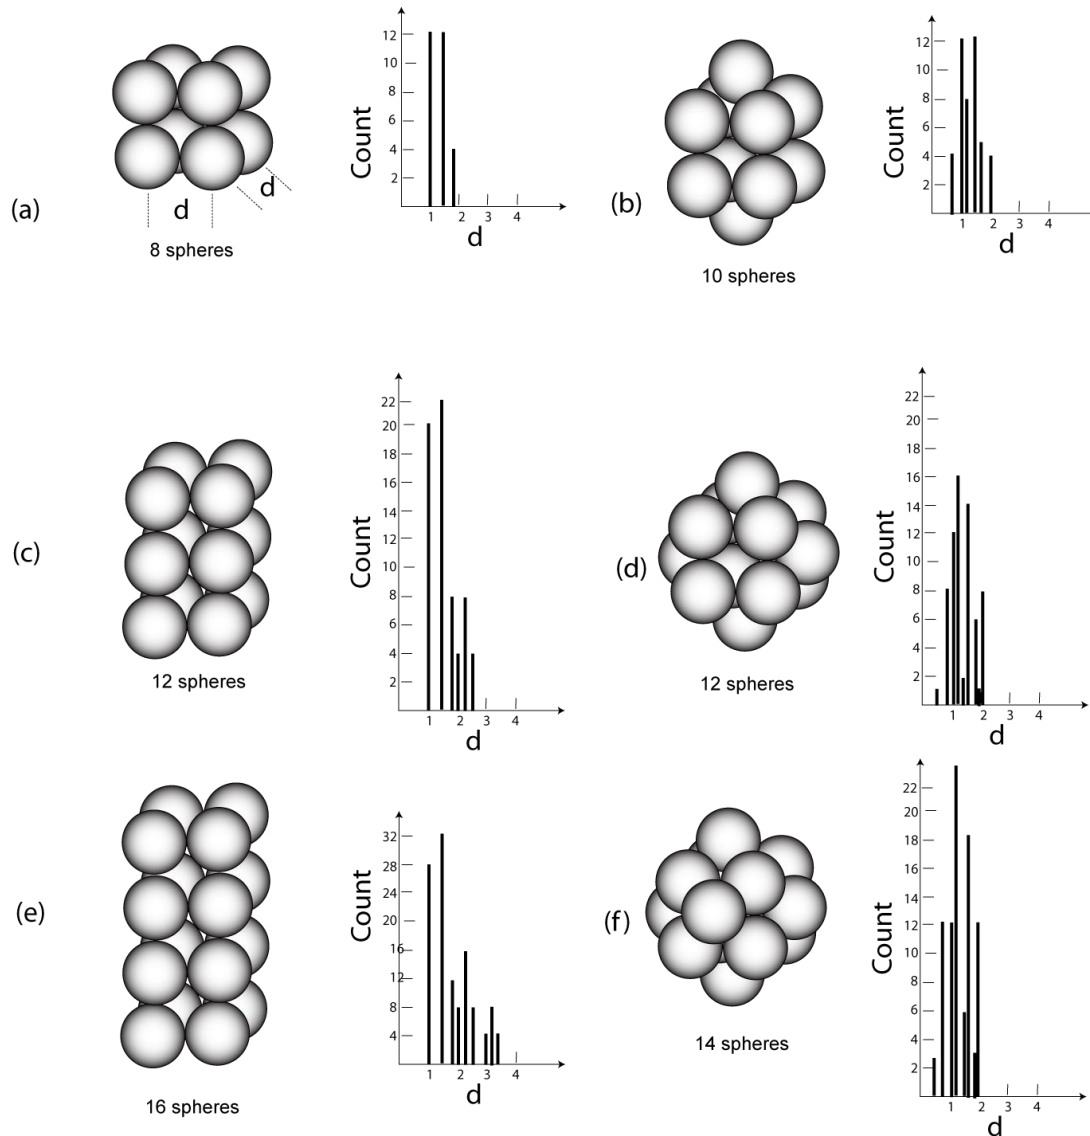 (a)
d
d
8 spheres
Count
12
10
8
6
4
2
1 2 3 4
d
(b)
10 spheres
Count
12
10
8
6
4
2
1 2 3 4
d
(c)
12 spheres
Count
22
20
18
16
14
12
10
8
6
4
2
1 2 3 4
d
(d)
12 spheres
Count
22
20
18
16
14
12
10
8
6
4
2
1 2 3 4
d
(e)
16 spheres
Count
32
28
24
20
16
12
8
4
1 2 3 4
d
(f)
14 spheres
Count
22
20
18
16
14
12
10
8
6
4
2
1 2 3 4
d